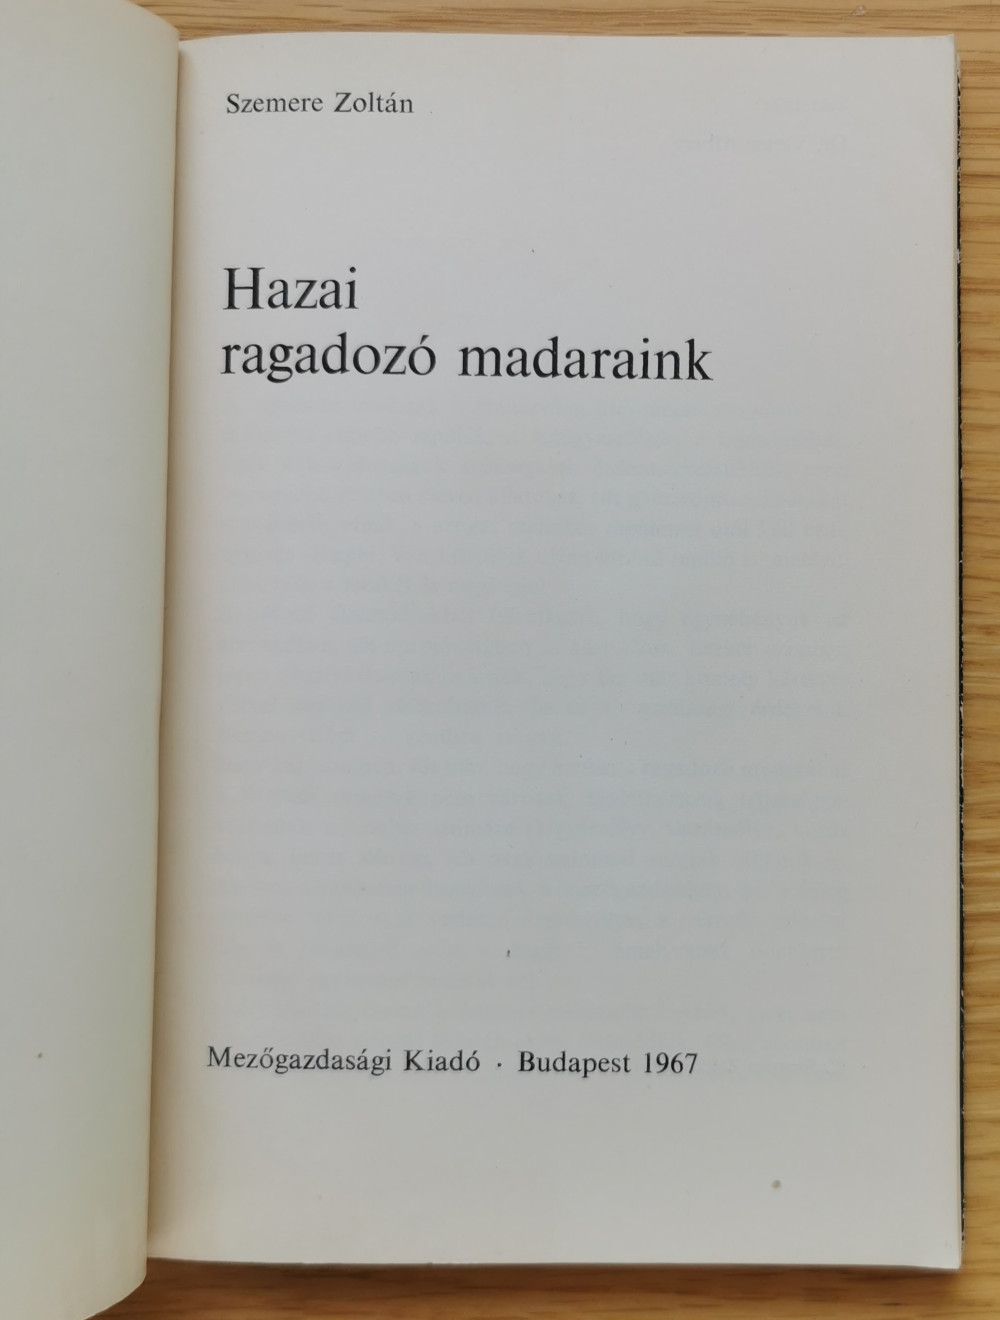 Szemere Zoltán
Hazai
ragadozó madaraink
Mezőgazdasági Kiadó · Budapest 1967